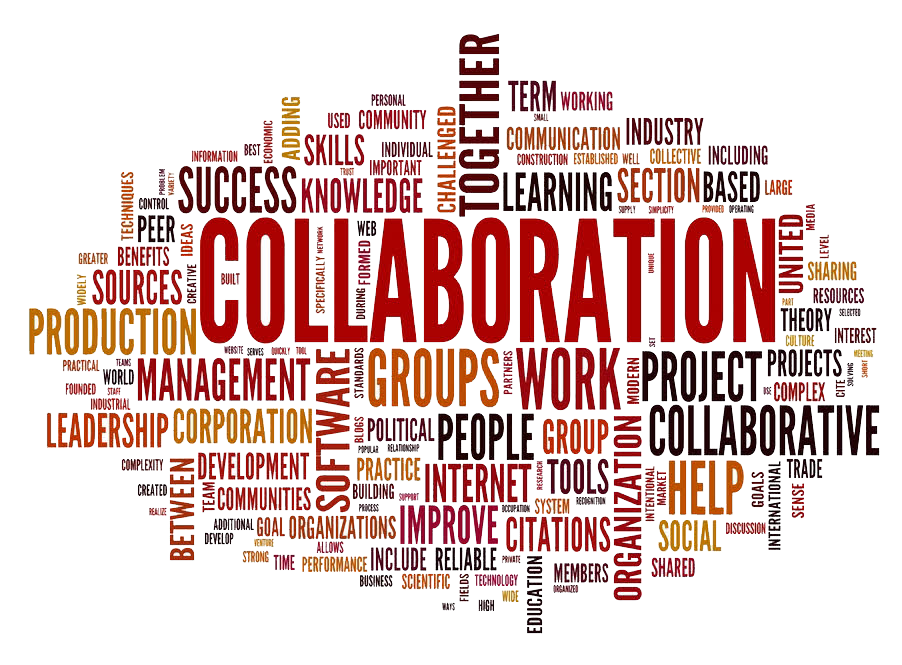 TOGETHER
TERM
WORKING
SMALL
PERSONAL
ADDING
USED
COMMUNITY
CHALLENGED
COMMUNICATION
INDUSTRY
ECONOMIC
BEST
INFORMATION
SKILLS
INDIVIDUAL
TRUST
IMPORTANT
CONSTRUCTION
ESTABLISHED
WELL
COLLECTIVE
INCLUDING
TECHNIQUES
PROBLEM
VARIETY
CONTROL
SUCCESS
KNOWLEDGE
LEARNING
SECTION
BASED
LARGE
SUPPLY
SIMPLICITY
PROVIDED
OPERATING
PEER
IDEAS
COLLABORATION
BUILT
SPECIFICALLY
NETWORK
WEB
DURING
FORMED
UNIQUE
UNITED
MEDIA
LEVEL
GREATER
BENEFITS
WIDELY
SOURCES
CREATIVE
SHARING
RESOURCES
PART
SELECTED
PRODUCTION
THEORY
CULTURE
INTEREST
SET
WEBSITE
SERVES
QUICKLY
TOOL
PRACTICAL
TEAMS
WORLD
FOUNDED
STAFF
INDUSTRIAL
MANAGEMENT
SOFTWARE
STANDARDS
GROUPS
PARTNERS
WORK
MODERN
PROJECT
PROJECTS
MEETING
SOLVING
SHORT
USE
COMPLEX
CITE
LEADERSHIP
CORPORATION
BLOGS
POLITICAL
PEOPLE
GROUP
COLLABORATIVE
POPULAR
RELATIONSHIP
COMPLEXITY
BETWEEN
DEVELOPMENT
PRACTICE
INTERNET
RESEARCH
TOOLS
ORGANIZATION
INTENTIONAL
MARKET
HELP
GOALS
INTERNATIONAL
TRADE
SENSE
CREATED
TEAM
COMMUNITIES
BUILDING
SUPPORT
RECOGNITION
REALIZE
PROCESS
OCCUPATION
SYSTEM
ADDITIONAL
DEVELOP
GOAL
ORGANIZATIONS
IMPROVE
CITATIONS
SOCIAL
DISCUSSION
VENTURE
STRONG
TIME
ALLOWS
PERFORMANCE
INCLUDE
RELIABLE
PRIVATE
EDUCATION
MEMBERS
ORGANIZED
SHARED
BUSINESS
SCIENTIFIC
FIELDS
TECHNOLOGY
WIDE
WAYS
HIGH